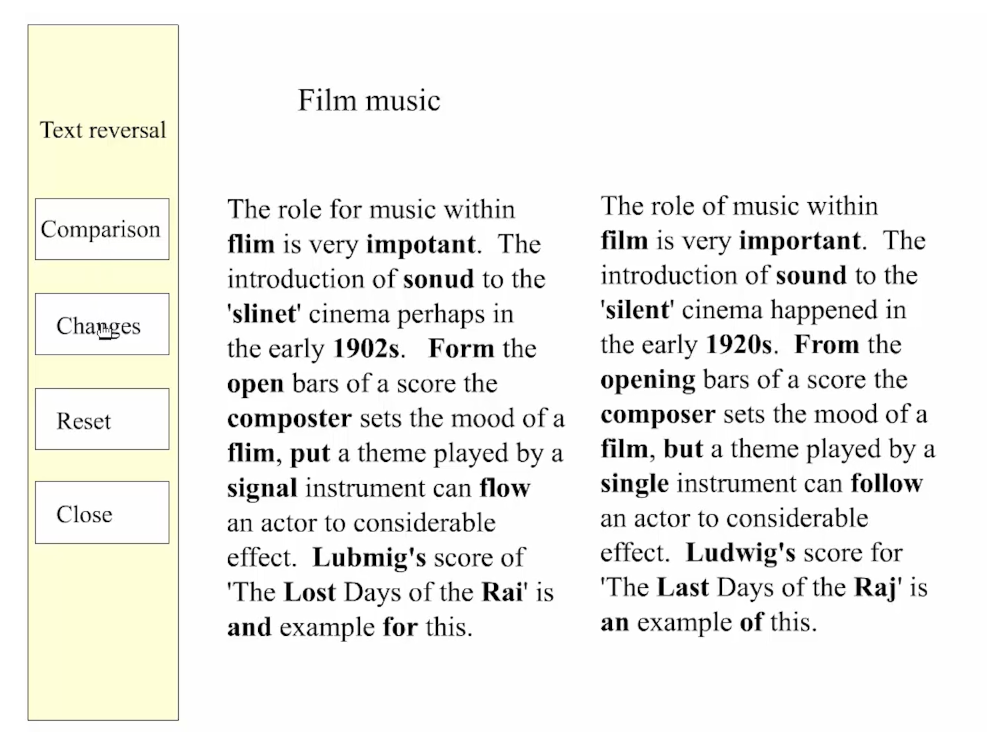 Text reversal
Comparison
Changes
Reset
Close
Film music
The role for music within
flim is very impotant.  The
introduction of sonud to the
'slinet' cinema perhaps in
the early 1902s.   Form the
open bars of a score the
composter sets the mood of a
flim, put a theme played by a
signal instrument can flow
an actor to considerable
effect.  Lubmig's score of
'The Lost Days of the Rai' is
and example for this.
The role of music within
film is very important.  The
introduction of sound to the
'silent' cinema happened in
the early 1920s.  From the
opening bars of a score the
composer sets the mood of a
film, but a theme played by a
single instrument can follow
an actor to considerable
effect.  Ludwig's score for
'The Last Days of the Raj' is
an example of this.